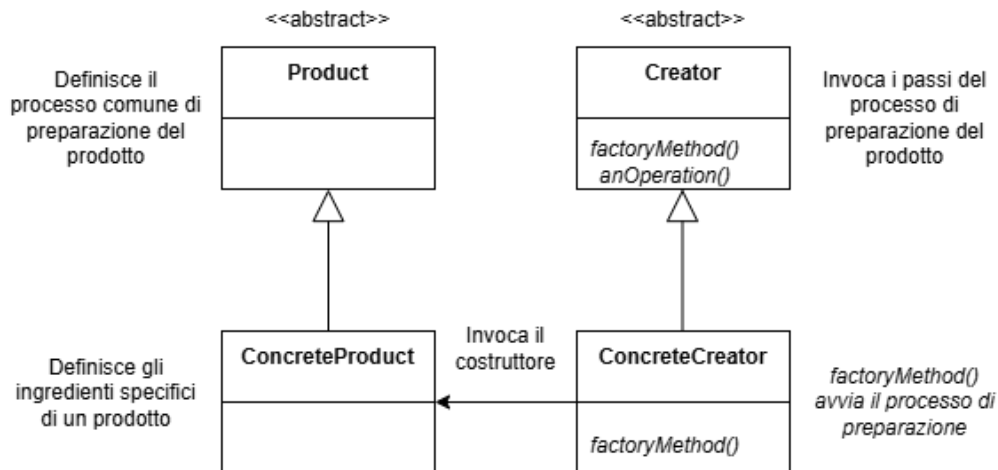 <<abstract>>
<<abstract>>
Definisce il
processo comune di
preparazione del
prodotto
Product
Creator
factoryMethod()
anOperation()
Invoca i passi del
processo di
preparazione del
prodotto
Definisce gli
ingredienti specifici
di un prodotto
ConcreteProduct
Invoca il
costruttore
ConcreteCreator
factoryMethod()
factoryMethod()
avvia il processo di
preparazione